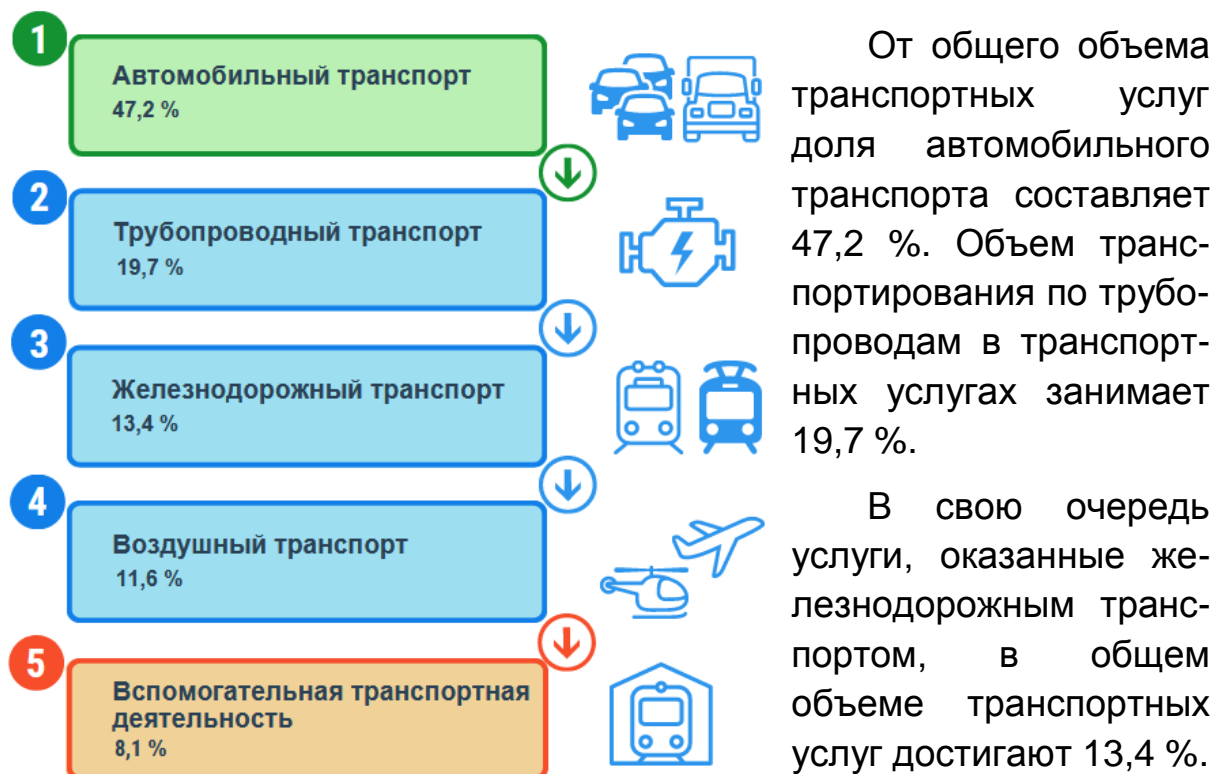 1
Автомобильный транспорт
47,2 %
2
Трубопроводный транспорт
19,7 %
3
Железнодорожный транспорт
13,4 %
4
Воздушный транспорт
11,6 %
5
Вспомогательная транспортная
деятельность
8,1 %
От общего объема
транспортных услуг
доля автомобильного
транспорта составляет
47,2 %. Объем транс-
портирования по трубо-
проводам в транспорт-
ных услугах занимает
19,7 %.
В свою очередь
услуги, оказанные же-
лезнодорожным транс-
портом, в общем
объеме транспортных
услуг достигают 13,4 %.